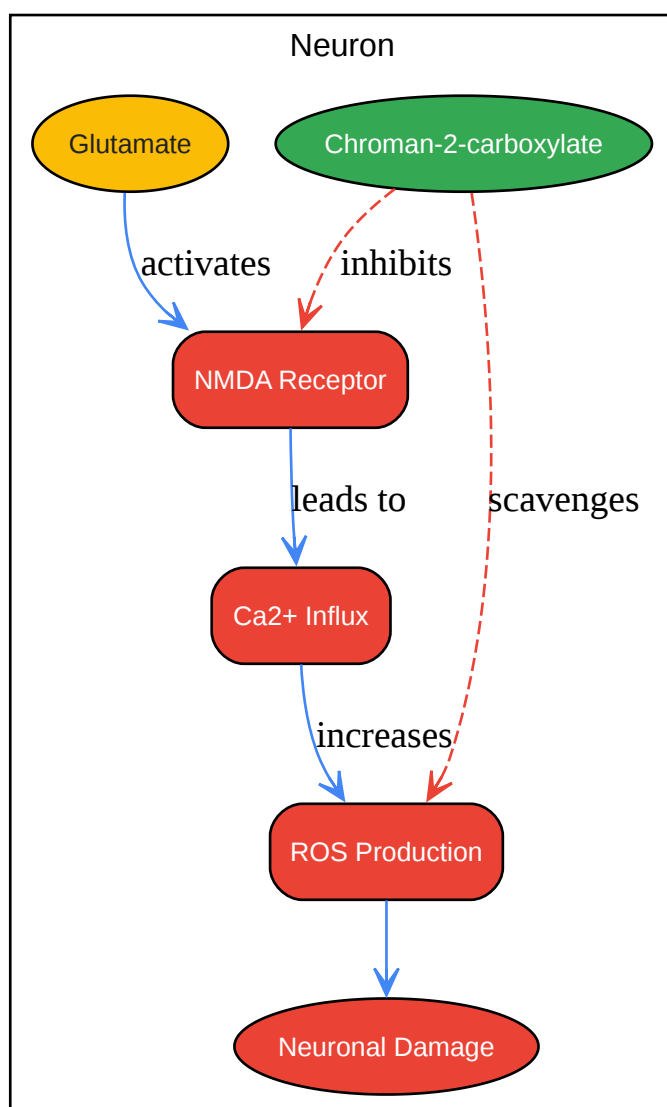 Neuron
Glutamate
Chroman-2-carboxylate
activates
inhibits
NMDA Receptor
leads to
scavenges
Ca2+ Influx
increases
ROS Production
Neuronal Damage